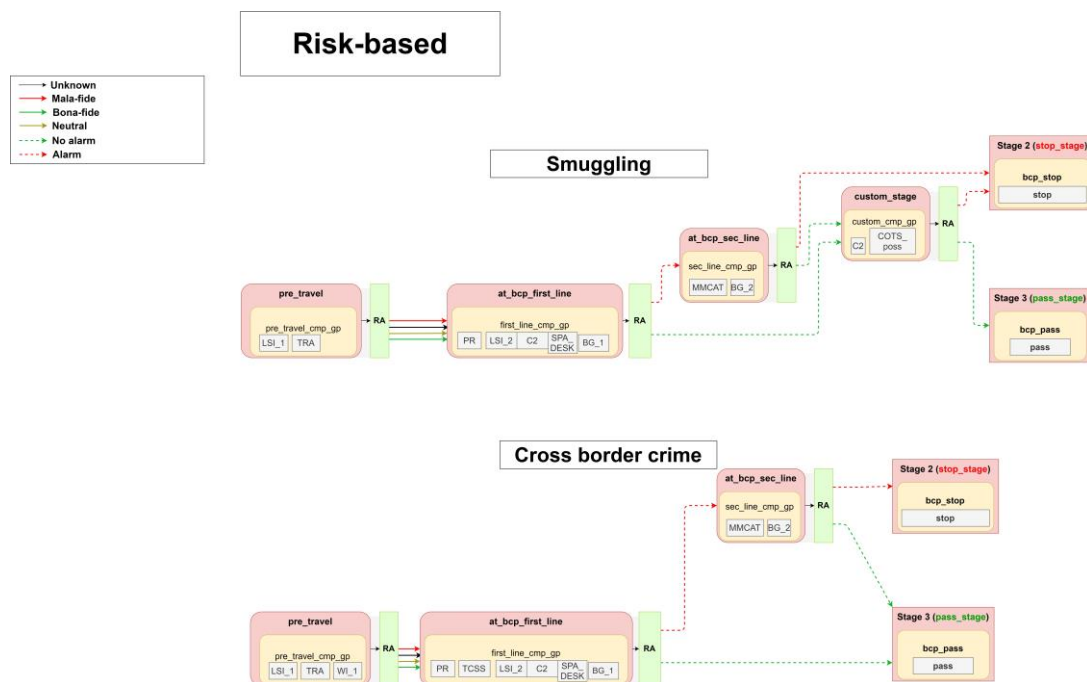 Risk-based
Unknown
Mala-fide
Bona-fide
Neutral
No alarm
Alarm
Smuggling
pre_travel
pre_travel_cmp_gp
LSI_1
TRA
RA
at_bcp_first_line
first_line_cmp_gp
PR
LSI_2
C2
SPA_
DESK
BG_1
RA
at_bcp_sec_line
sec_line_cmp_gp
MMCAT
BG_2
RA
custom_stage
custom_cmp_gp
C2
COTS_
poss
RA
Stage 2 (stop_stage)
bcp_stop
stop
Stage 3 (pass_stage)
bcp_pass
pass
Cross border crime
pre_travel
pre_travel_cmp_gp
LSI_1
TRA
WI_1
RA
at_bcp_first_line
first_line_cmp_gp
PR
TCSS
LSI_2
C2
SPA_
DESK
BG_1
RA
at_bcp_sec_line
sec_line_cmp_gp
MMCAT
BG_2
RA
Stage 2 (stop_stage)
bcp_stop
stop
Stage 3 (pass_stage)
bcp_pass
pass